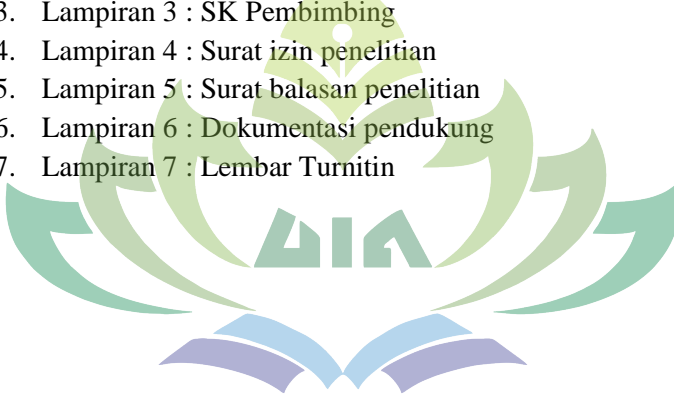 3. Lampiran 3 : SK Pembimbing
4. Lampiran 4 : Surat izin penelitian
5. Lampiran 5 : Surat balasan penelitian
6. Lampiran 6 : Dokumentasi pendukung
7. Lampiran 7 : Lembar Turnitin
UIN